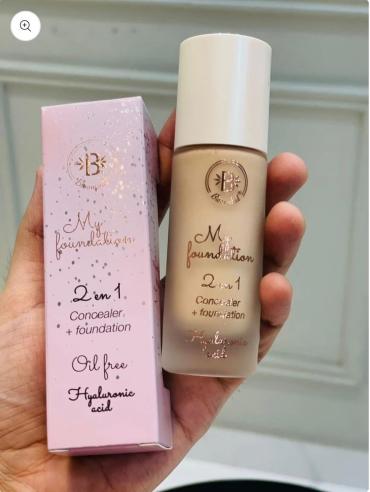 B
My
foundation
2 en 1
Concealer
+ foundation
Oil free
Hyaluronic
acid
B
My
foundation
2 en 1
Concealer
+ foundation
Hyaluronic
acid